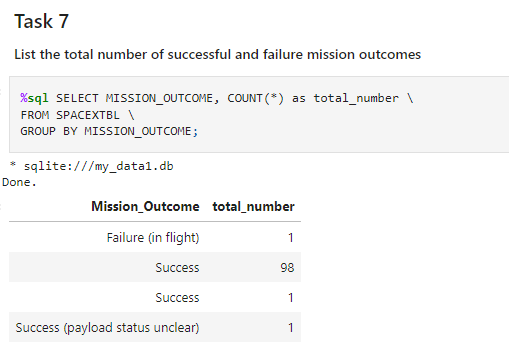 Task 7
List the total number of successful and failure mission outcomes
%sql SELECT MISSION_OUTCOME, COUNT(*) as total_number \
FROM SPACEXTBL \
GROUP BY MISSION_OUTCOME;
* sqlite:///my_data1.db
Done.
Mission_Outcome total_number
Failure (in flight) 1
Success 98
Success 1
Success (payload status unclear) 1